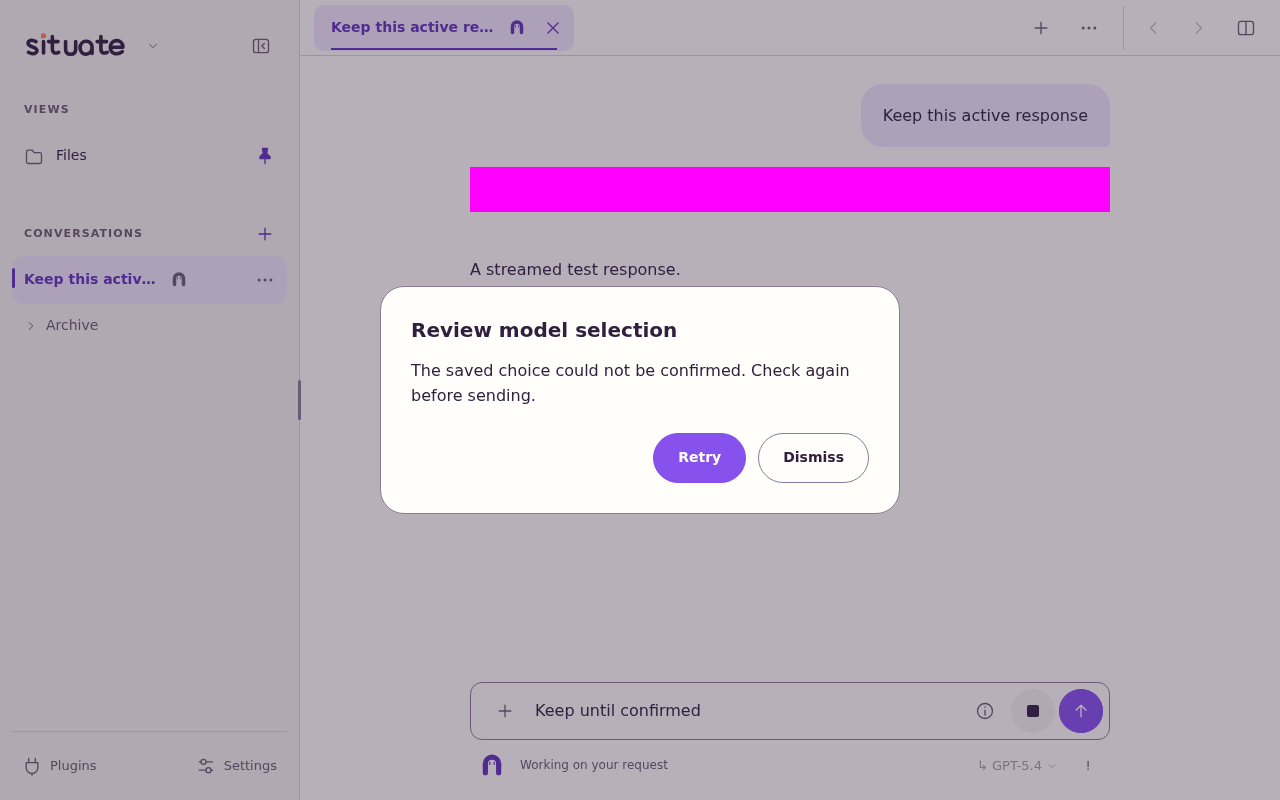 situate
VIEWS
Files
CONVERSATIONS
Keep this activ...
Archive
Plugins
Settings
Keep this active re...
Keep this active response
A streamed test response.
Review model selection
The saved choice could not be confirmed. Check again
before sending.
Retry
Dismiss
Keep until confirmed
Working on your request
↳ GPT-5.4
!